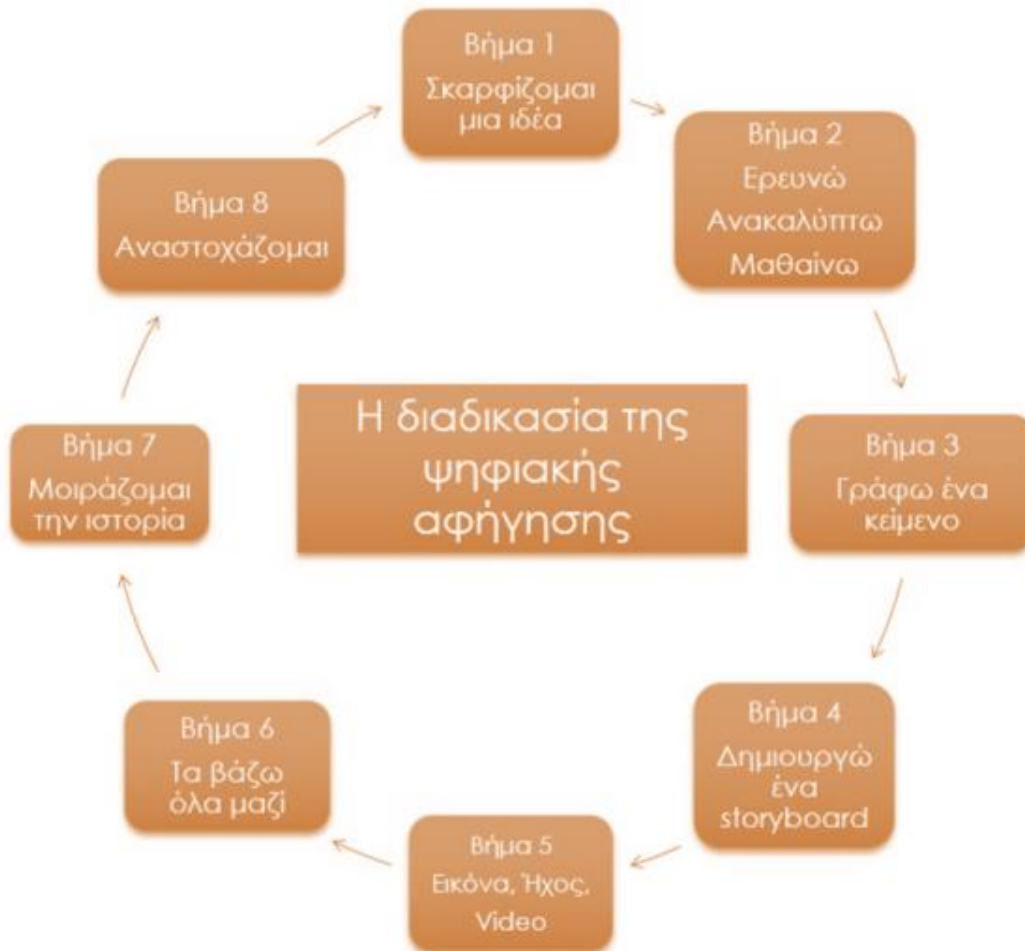 Βήμα 1
Σκαρφίζομαι
μια ιδέα
Βήμα 2
Ερευνώ
Ανακαλύπτω
Μαθαίνω
Βήμα 3
Γράφω ένα
κείμενο
Βήμα 4
Δημιουργώ
ένα
storyboard
Βήμα 5
Εικόνα, Ήχος,
Video
Βήμα 6
Τα βάζω
όλα μαζί
Βήμα 7
Μοιράζομαι
την ιστορία
Βήμα 8
Αναστοχάζομαι
Η διαδικασία της
ψηφιακής
αφήγησης